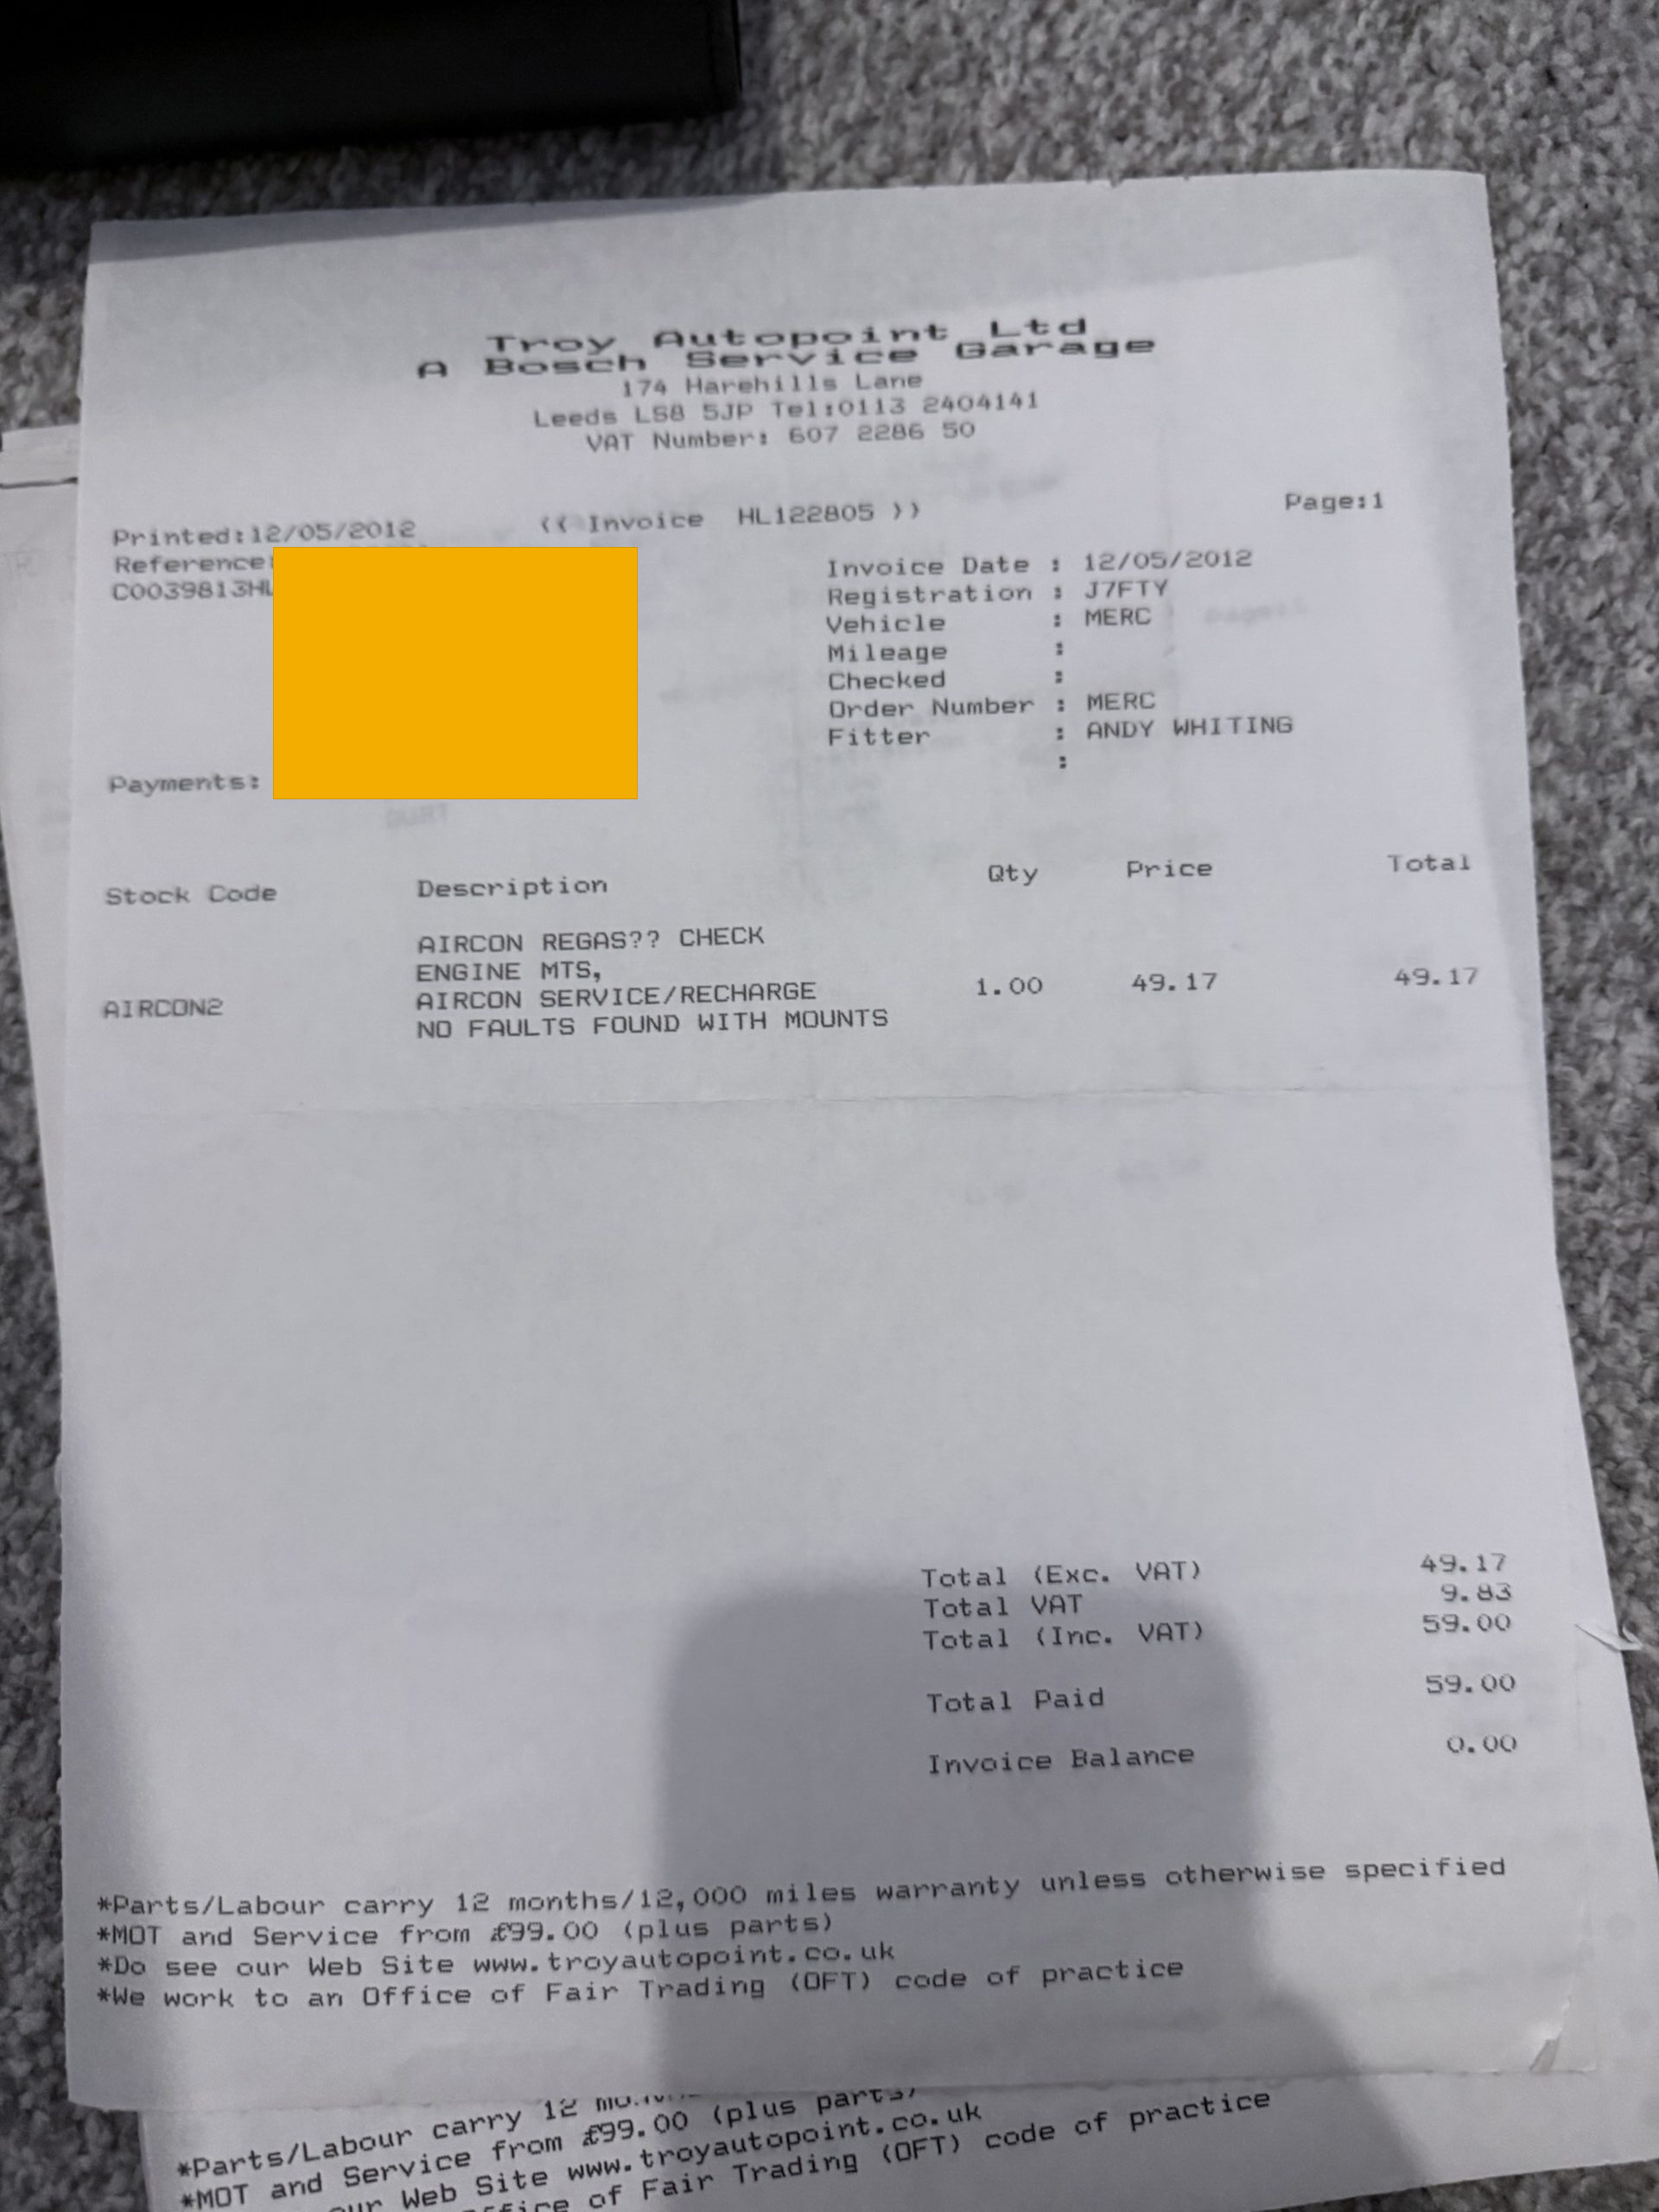 Troy Autopoint Ltd
A Bosch Service Garage
174 Harehills Lane
Leeds LS8 5JP Tel:0113 2404141
VAT Number: 607 2286 50
Printed:12/05/2012 << Invoice HL122805 >> Page:1
Reference:
C0039813HL
Invoice Date : 12/05/2012
Registration : J7FTY
Vehicle : MERC
Mileage :
Checked :
Order Number : MERC
Fitter : ANDY WHITING
:
Payments:
Stock Code Description Qty Price Total
AIRCON REGAS?? CHECK
ENGINE MTS,
AIRCON2 AIRCON SERVICE/RECHARGE 1.00 49.17 49.17
NO FAULTS FOUND WITH MOUNTS
Total (Exc. VAT) 49.17
Total VAT 9.83
Total (Inc. VAT) 59.00
Total Paid 59.00
Invoice Balance 0.00
*Parts/Labour carry 12 months/12,000 miles warranty unless otherwise specified
*MOT and Service from £99.00 (plus parts)
*Do see our Web Site www.troyautopoint.co.uk
*We work to an Office of Fair Trading (OFT) code of practice
*Parts/Labour carry 12
*MOT and Service from £99.00 (plus parts)
our Web Site www.troyautopoint.co.uk
of Fair Trading (OFT) code of practice